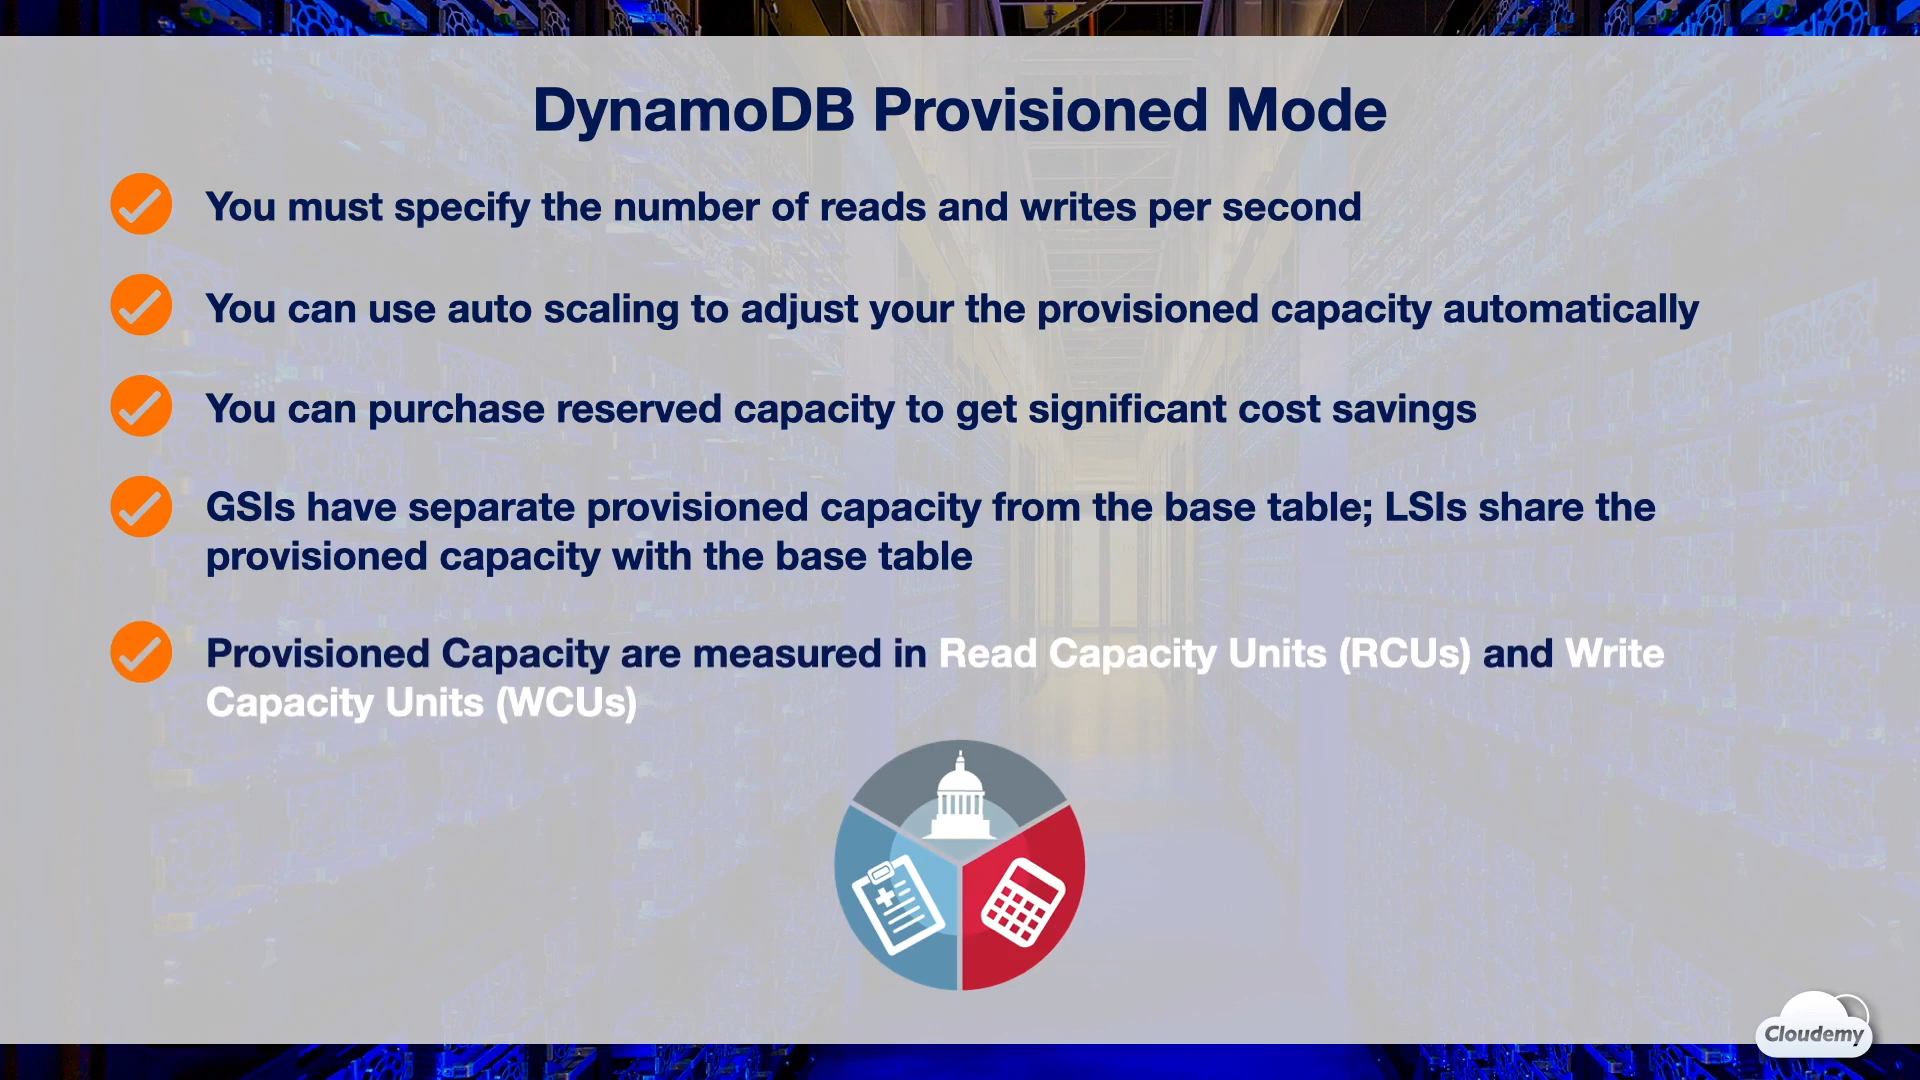 DynamoDB Provisioned Mode
You must specify the number of reads and writes per second
You can use auto scaling to adjust your the provisioned capacity automatically
You can purchase reserved capacity to get significant cost savings
GSIs have separate provisioned capacity from the base table; LSIs share the
provisioned capacity with the base table
Provisioned Capacity are measured in Read Capacity Units (RCUs) and Write
Capacity Units (WCUs)
Cloudemy